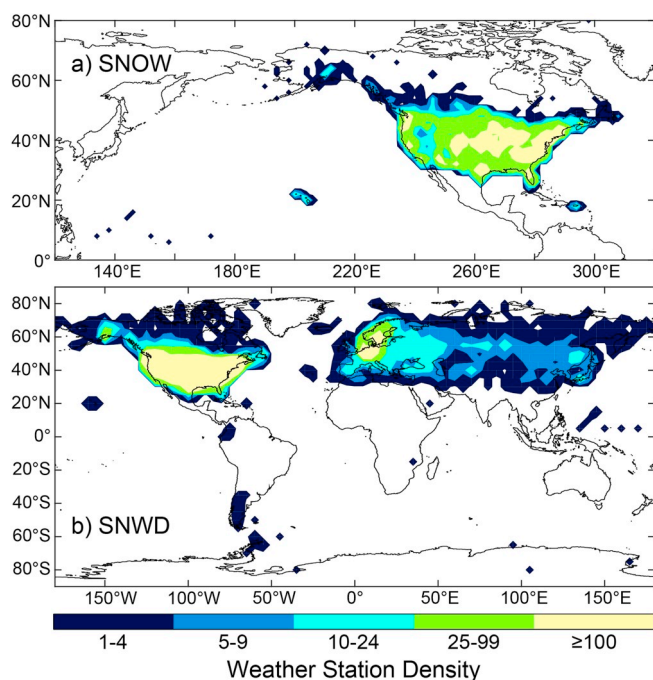 80°N
a) SNOW
60°N
40°N
20°N
0°
140°E 180°E 220°E 260°E 300°E
80°N
60°N
40°N
20°N
0°
20°S
40°S
60°S
b) SNWD
80°S
150°W 100°W 50°W 0° 50°E 100°E 150°E
1-4 5-9 10-24 25-99 ≥100
Weather Station Density